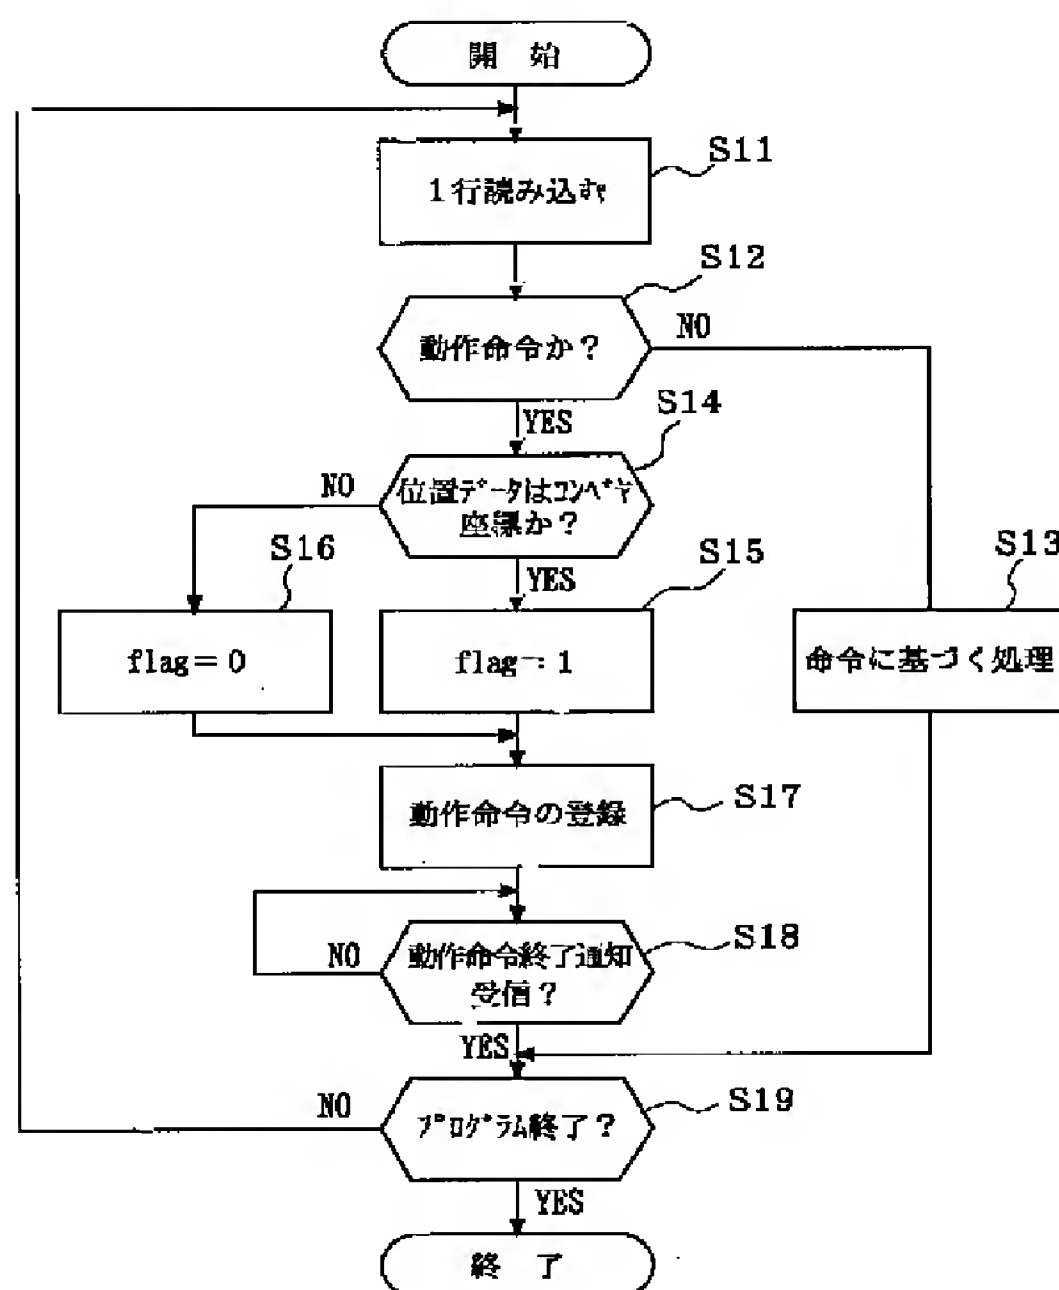 開 始
S11
1行読み込む
S12
動作命令か？
NO
YES
S14
位置ﾃﾞｰﾀはｺﾝﾍﾞﾔ
座標か？
NO
YES
S16
S15
S13
flag＝0
flag＝1
命令に基づく処理
動作命令の登録
S17
動作命令終了通知
受信？
S18
NO
YES
ﾌﾟﾛｸﾞﾗﾑ終了？
S19
NO
YES
終 了